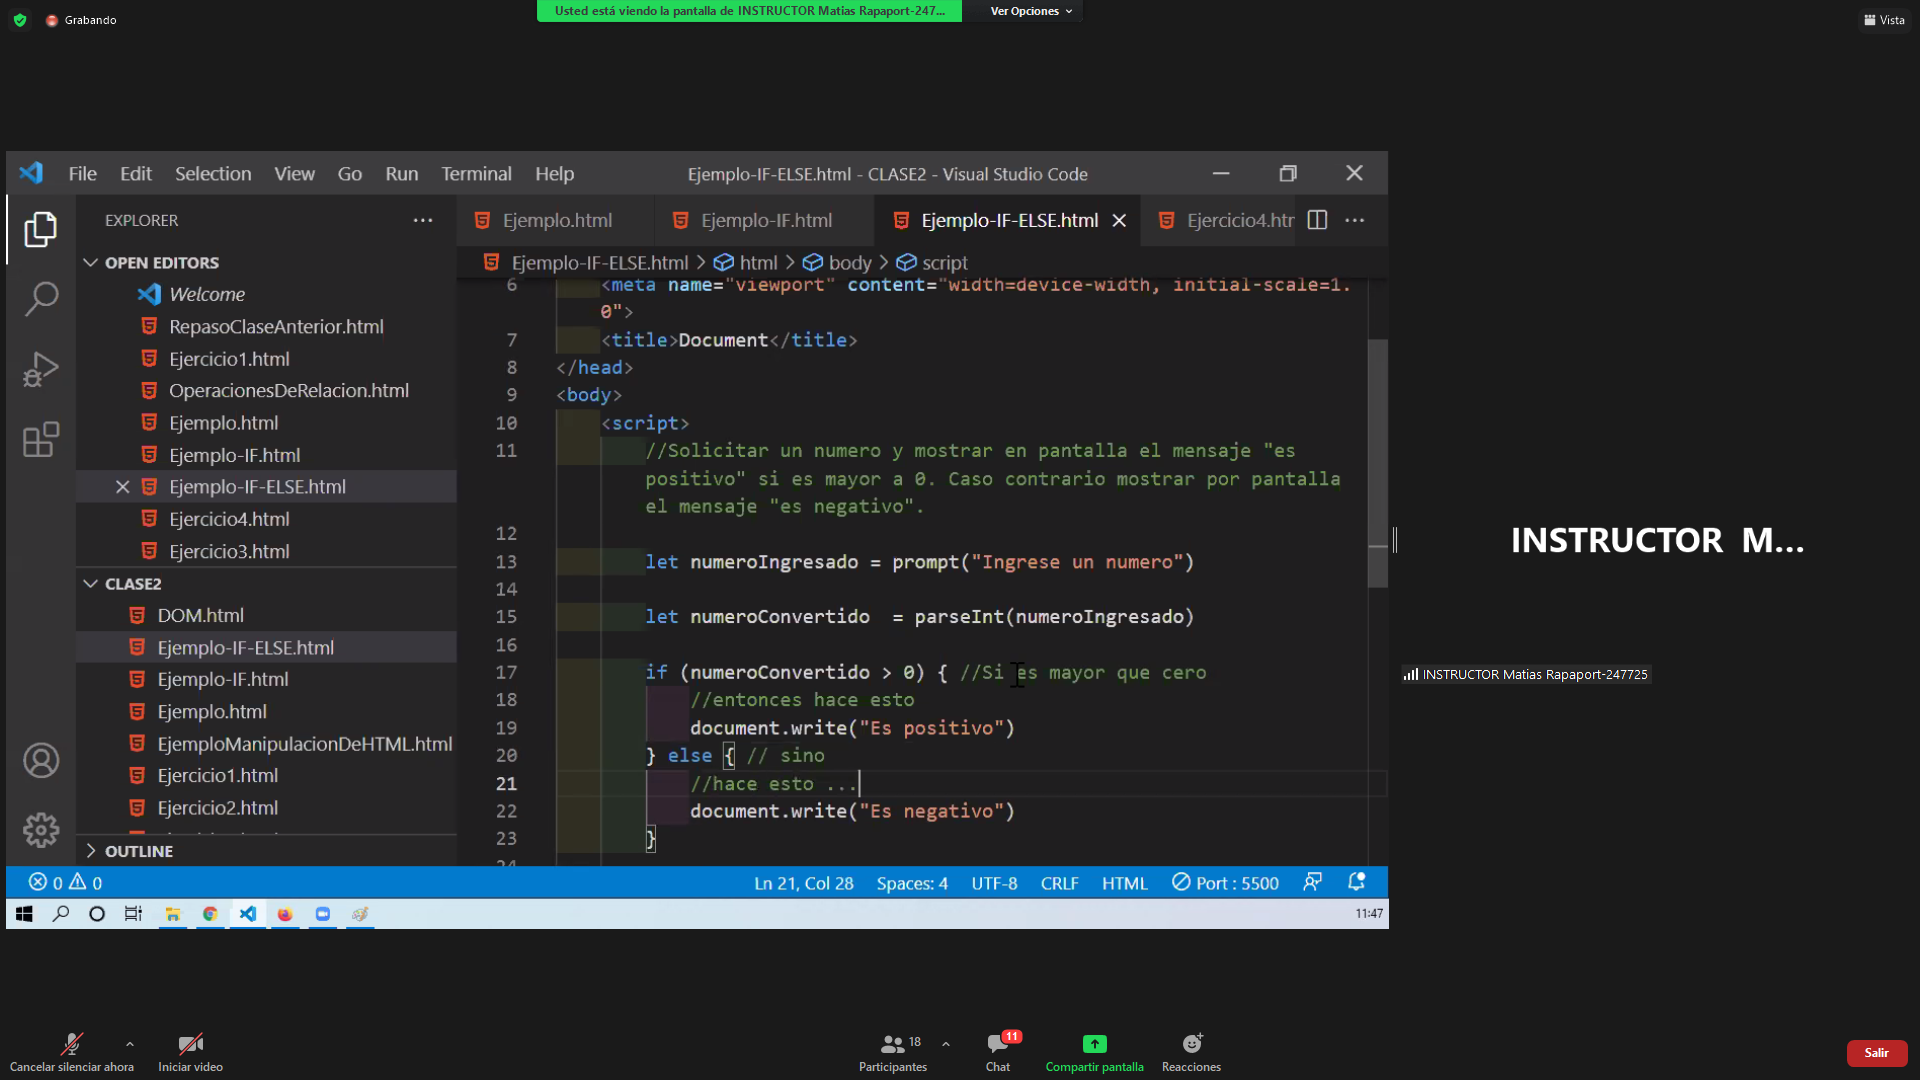 Grabando
Usted está viendo la pantalla de INSTRUCTOR Matias Rapaport-247...
Ver Opciones
Vista
File Edit Selection View Go Run Terminal Help
Ejemplo-IF-ELSE.html - CLASE2 - Visual Studio Code
EXPLORER
Ejemplo.html
Ejemplo-IF.html
Ejemplo-IF-ELSE.html
Ejercicio4.htr
Ejemplo-IF-ELSE.html > html > body > script
OPEN EDITORS
Welcome
RepasoClaseAnterior.html
Ejercicio1.html
OperacionesDeRelacion.html
Ejemplo.html
Ejemplo-IF.html
Ejemplo-IF-ELSE.html
Ejercicio4.html
Ejercicio3.html
CLASE2
DOM.html
Ejemplo-IF-ELSE.html
Ejemplo-IF.html
Ejemplo.html
EjemploManipulacionDeHTML.html
Ejercicio1.html
Ejercicio2.html
OUTLINE
6 <meta name="viewport" content="width=device-width, initial-scale=1.
0">
7 <title>Document</title>
8 </head>
9 <body>
10 <script>
11 //Solicitar un numero y mostrar en pantalla el mensaje "es
positivo" si es mayor a 0. Caso contrario mostrar por pantalla
el mensaje "es negativo".
12
13 let numeroIngresado = prompt("Ingrese un numero")
14
15 let numeroConvertido  = parseInt(numeroIngresado)
16
17 if (numeroConvertido > 0) { //Si es mayor que cero
18 //entonces hace esto
19 document.write("Es positivo")
20 } else { // sino
21 //hace esto ...
22 document.write("Es negativo")
23 }
24
0 0
Ln 21, Col 28 Spaces: 4 UTF-8 CRLF HTML Port : 5500
11:47
INSTRUCTOR M...
INSTRUCTOR Matias Rapaport-247725
Cancelar silenciar ahora
Iniciar video
18
Participantes
11
Chat
Compartir pantalla
Reacciones
Salir